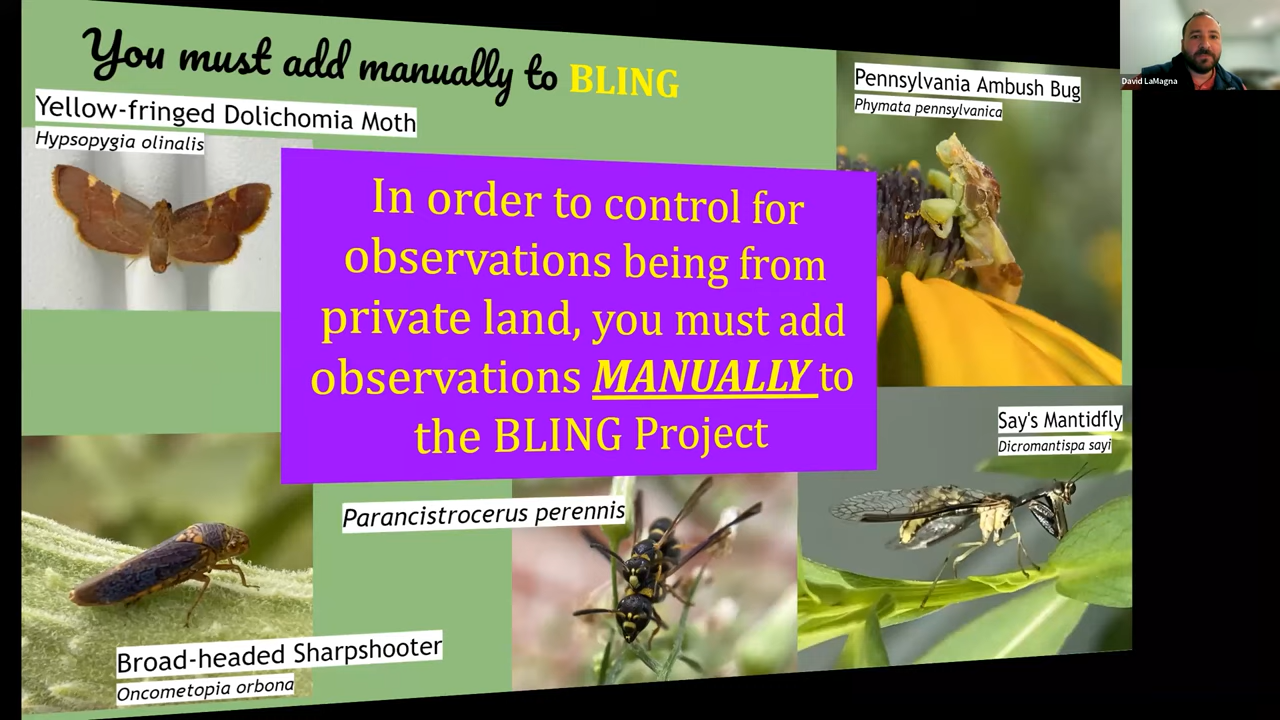 You must add manually to BLING
Yellow-fringed Dolichomia Moth
Hypsopygia olinalis
Pennsylvania Ambush Bug
Phymata pennsylvanica
David LaMagna
In order to control for
observations being from
private land, you must add
observations MANUALLY to
the BLING Project
Say's Mantidfly
Dicromantispa sayi
Parancistrocerus perennis
Broad-headed Sharpshooter
Oncometopia orbona